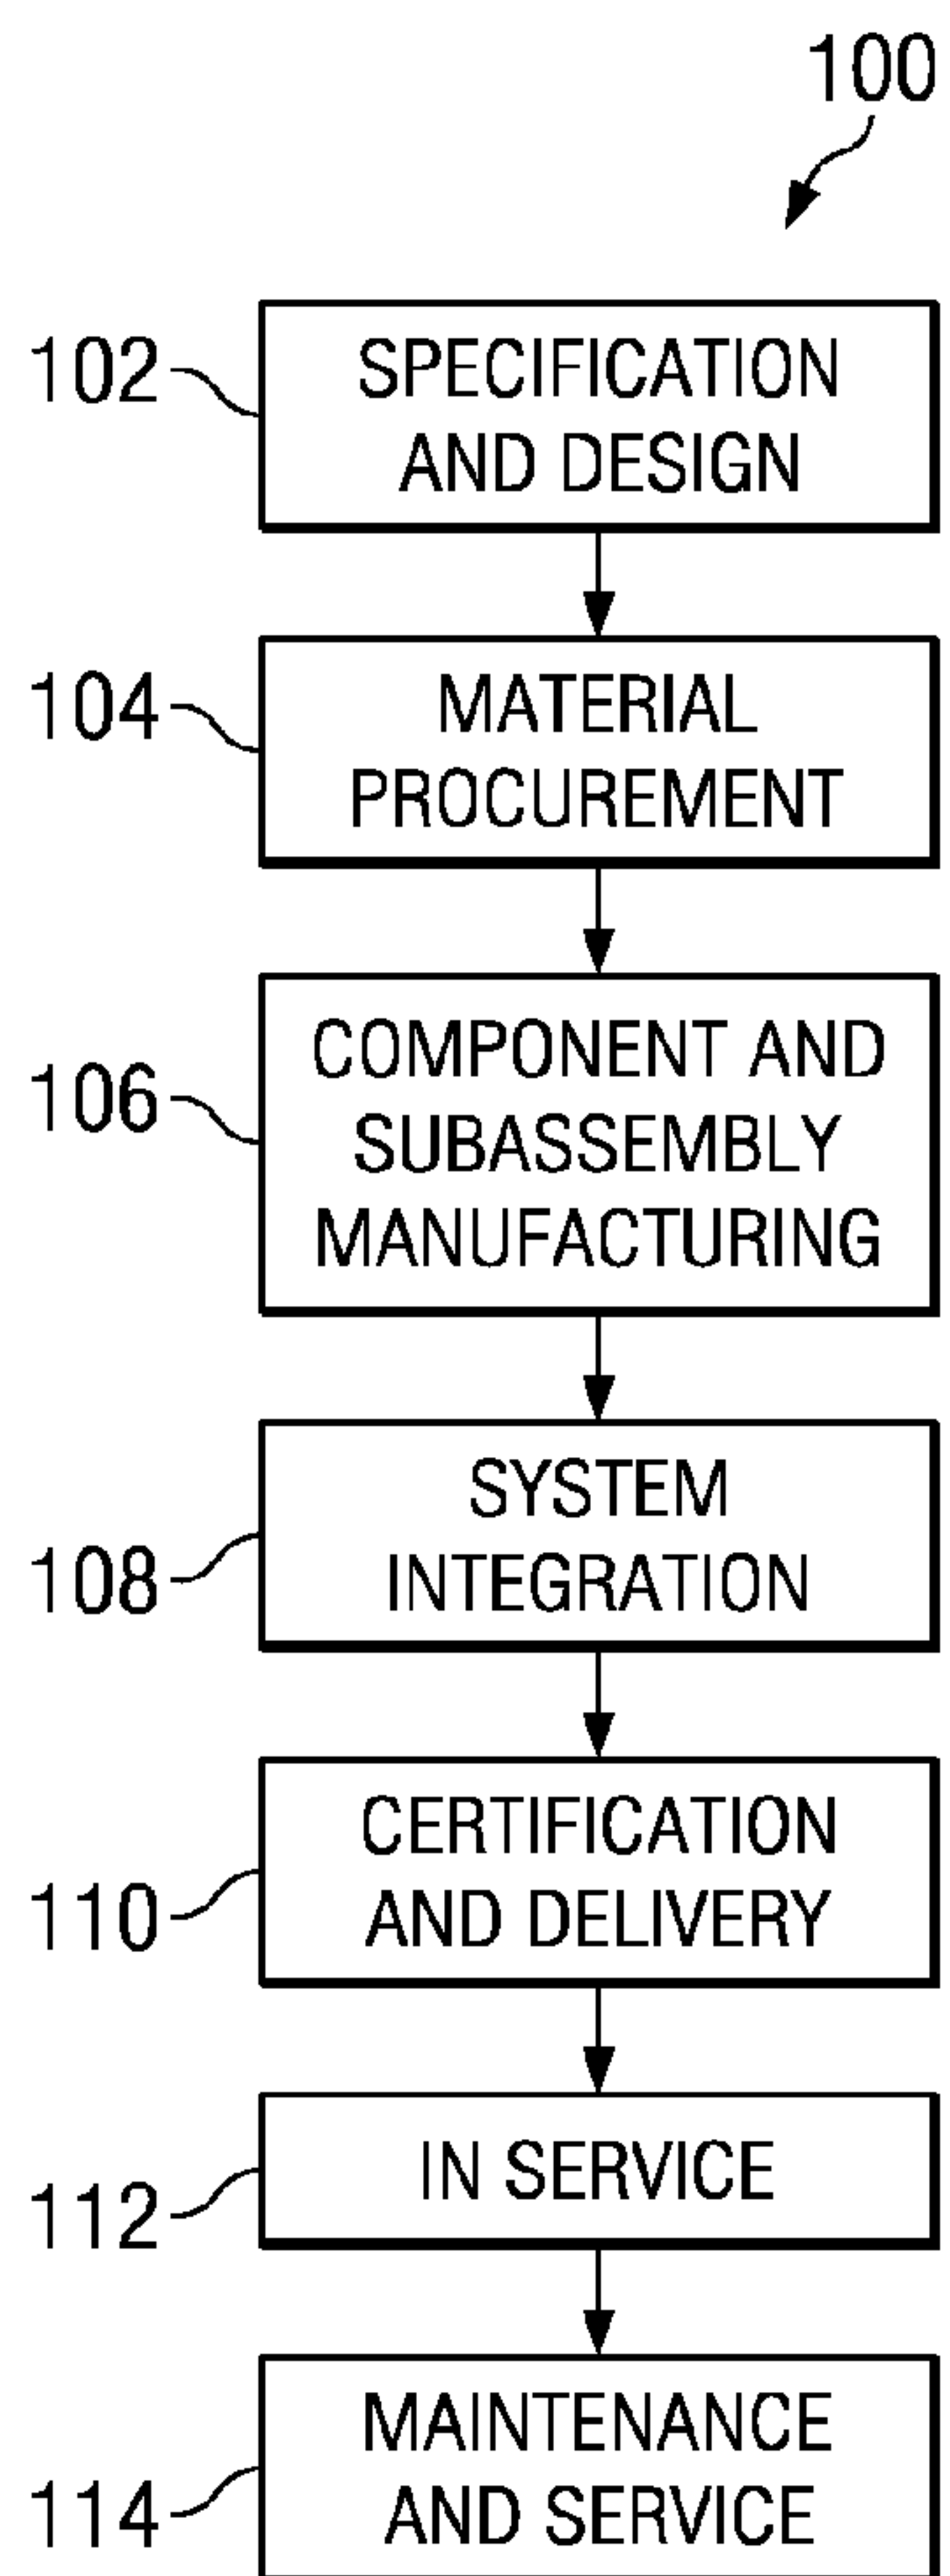 100
102
SPECIFICATION
AND DESIGN
104
MATERIAL
PROCUREMENT
106
COMPONENT AND
SUBASSEMBLY
MANUFACTURING
108
SYSTEM
INTEGRATION
110
CERTIFICATION
AND DELIVERY
112
IN SERVICE
114
MAINTENANCE
AND SERVICE